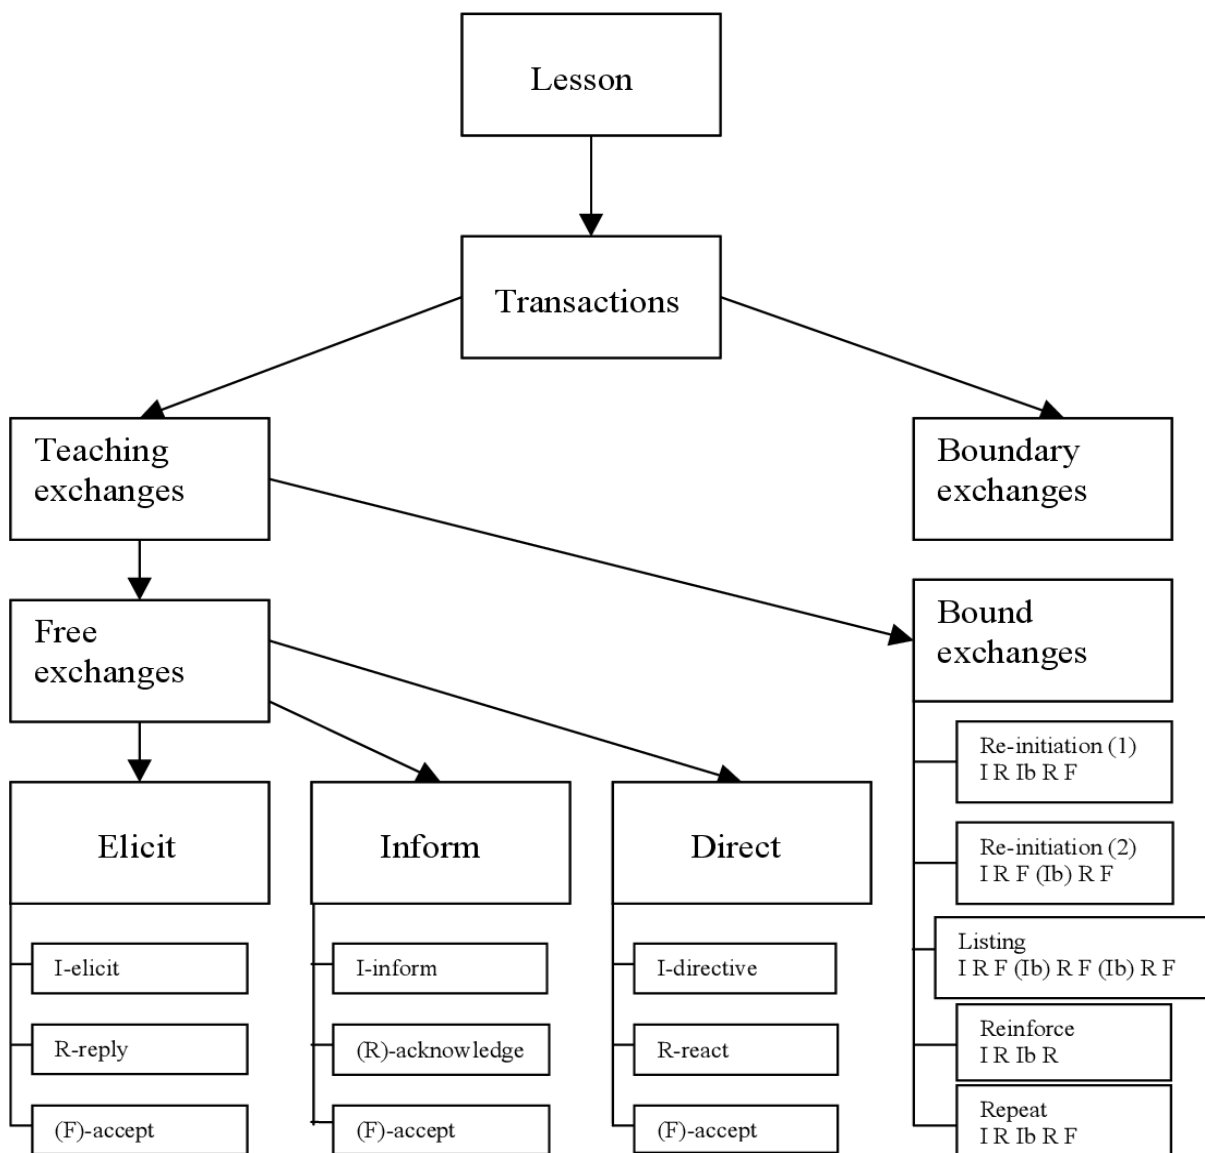 Lesson
Transactions
Teaching
exchanges
Boundary
exchanges
Free
exchanges
Bound
exchanges
Elicit
I-elicit
R-reply
(F)-accept
Inform
I-inform
(R)-acknowledge
(F)-accept
Direct
I-directive
R-react
(F)-accept
Re-initiation (1)
I R Ib R F
Re-initiation (2)
I R F (Ib) R F
Listing
I R F (Ib) R F (Ib) R F
Reinforce
I R Ib R
Repeat
I R Ib R F